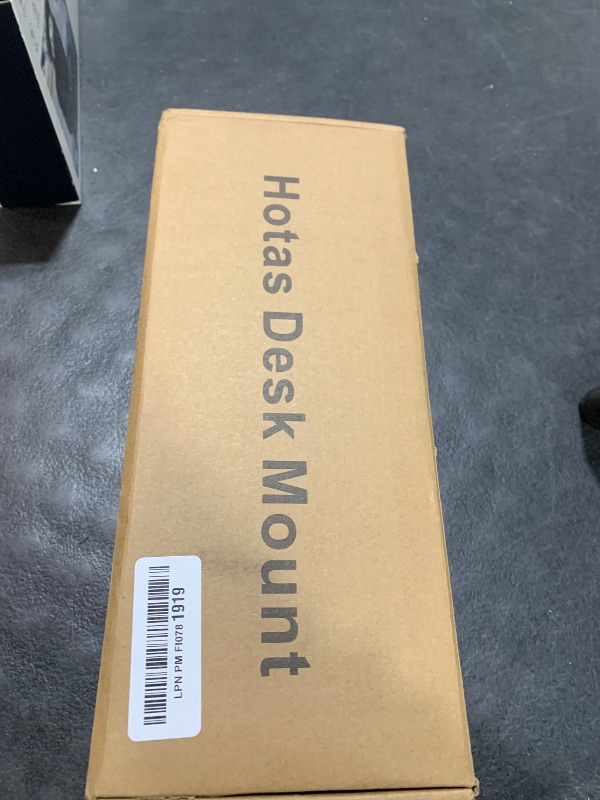 Hotas Desk Mount
LPN PM FI078 1919